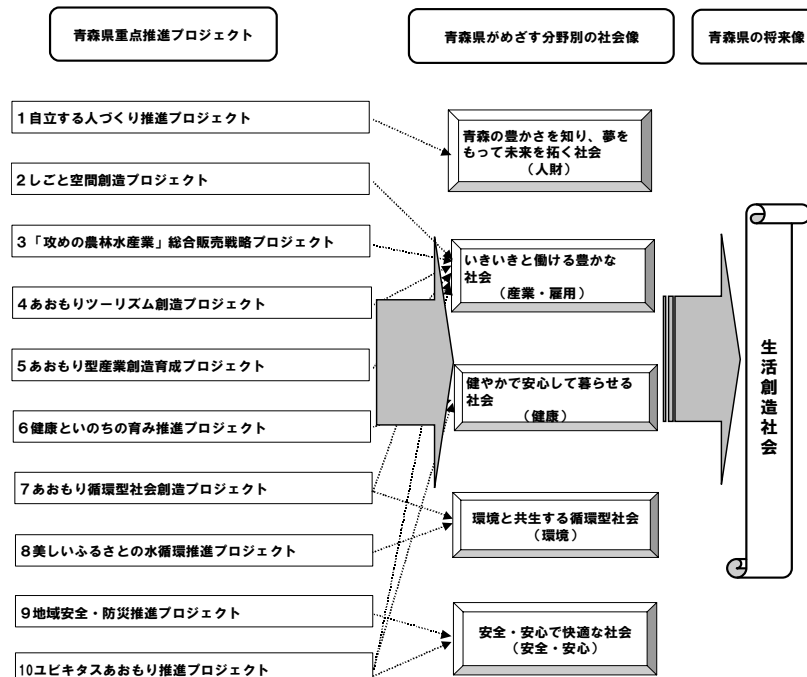 青森県重点推進プロジェクト
青森県がめざす分野別の社会像
青森県の将来像
1自立する人づくり推進プロジェクト
2しごと空間創造プロジェクト
3「攻めの農林水産業」総合販売戦略プロジェクト
4あおもりツーリズム創造プロジェクト
5あおもり型産業創造育成プロジェクト
6健康といのちの育み推進プロジェクト
7あおもり循環型社会創造プロジェクト
8美しいふるさとの水循環推進プロジェクト
9地域安全・防災推進プロジェクト
10ユビキタスあおもり推進プロジェクト
青森の豊かさを知り、夢を
もって未来を拓く社会
（人財）
いきいきと働ける豊かな
社会
（産業・雇用）
健やかで安心して暮らせる
社会
（健康）
環境と共生する循環型社会
（環境）
安全・安心で快適な社会
（安全・安心）
生活創造社会